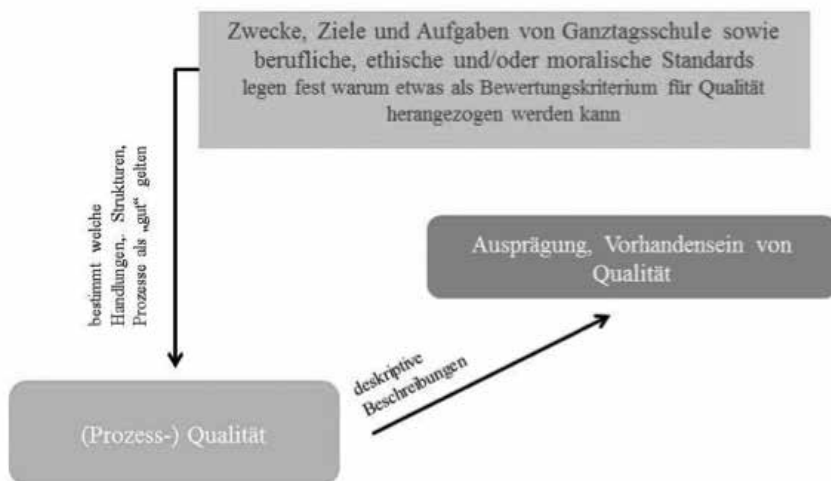 Zwecke, Ziele und Aufgaben von Ganztagsschule sowie
berufliche, ethische und/oder moralische Standards
legen fest warum etwas als Bewertungskriterium für Qualität
herangezogen werden kann
bestimmt welche
Handlungen, Strukturen,
Prozesse als „gut“ gelten
Ausprägung, Vorhandensein von
Qualität
deskriptive
Beschreibungen
(Prozess-) Qualität